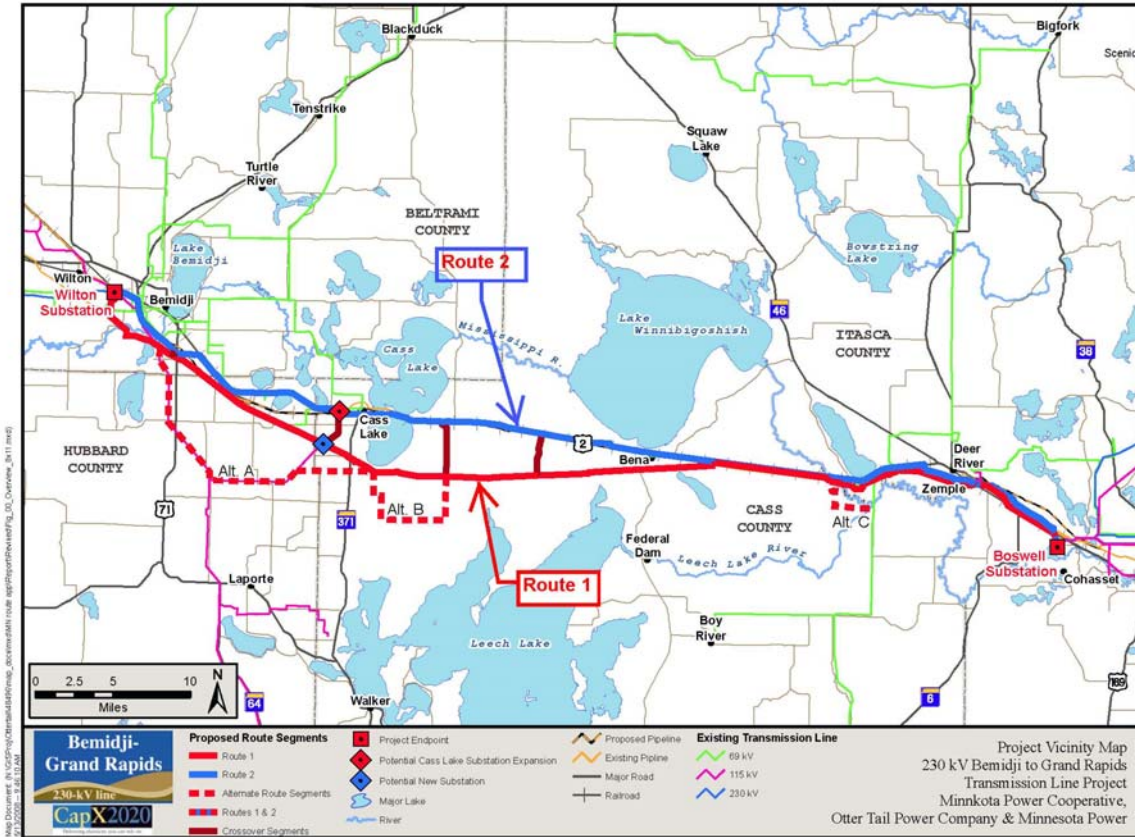 Blackduck
Bigfork
Scenic
Tenstrike
Squaw
Lake
Turtle
River
BELTRAMI
COUNTY
Lake
Bemidji
Bowstring
Lake
Route 2
Wilton
Wilton
Substation
Bemidji
Mississippi R.
Lake
Winnibigoshish
46
ITASCA
COUNTY
38
Cass
Lake
Cass
Lake
2
HUBBARD
COUNTY
Alt. A
Bena
Deer
River
Zemple
71
371
Alt. B
CASS
COUNTY
Alt. C
Federal
Dam
Leech Lake River
Boswell
Substation
Cohasset
Route 1
Laporte
Leech Lake
Boy
River
0 2.5 5 10
Miles
N
64
Walker
6
169
Bemidji-
Grand Rapids
230-kV line
CapX2020
Proposed Route Segments
Route 1
Route 2
Alternate Route Segments
Routes 1 & 2
Crossover Segments
Project Endpoint
Potential Cass Lake Substation Expansion
Potential New Substation
Major Lake
River
Proposed Pipeline
Existing Pipline
Major Road
Railroad
Existing Transmission Line
69 kV
115 kV
230 kV
Project Vicinity Map
230 kV Bemidji to Grand Rapids
Transmission Line Project
Minnkota Power Cooperative,
Otter Tail Power Company & Minnesota Power